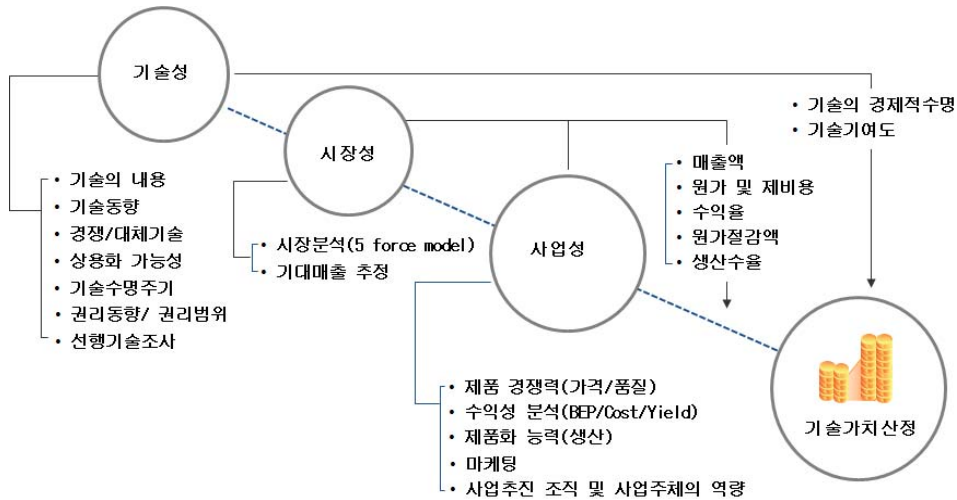 기술성
• 기술의 내용
• 기술동향
• 경쟁/대체기술
• 상용화 가능성
• 기술수명주기
• 권리동향/ 권리범위
• 선행기술조사
시장성
• 시장분석(5 force model)
• 기대매출 추정
사업성
• 제품 경쟁력(가격/품질)
• 수익성 분석(BEP/Cost/Yield)
• 제품화 능력(생산)
• 마케팅
• 사업추진 조직 및 사업주체의 역량
• 매출액
• 원가 및 제비용
• 수익율
• 원가절감액
• 생산수율
• 기술의 경제적수명
• 기술기여도
기술가치산정